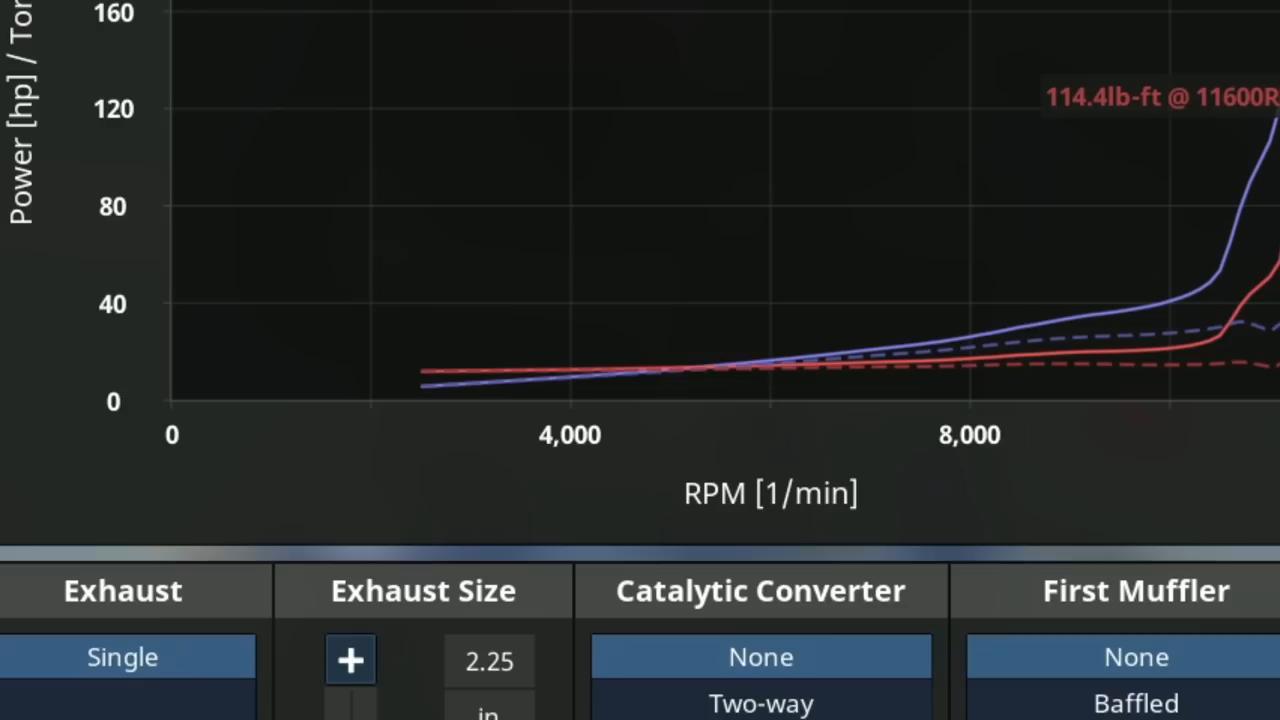 160
120
80
40
0
Power [hp] / Tor
114.4lb-ft @ 11600R
0 4,000 8,000
RPM [1/min]
Exhaust Exhaust Size Catalytic Converter First Muffler
Single + 2.25 None None
in Two-way Baffled